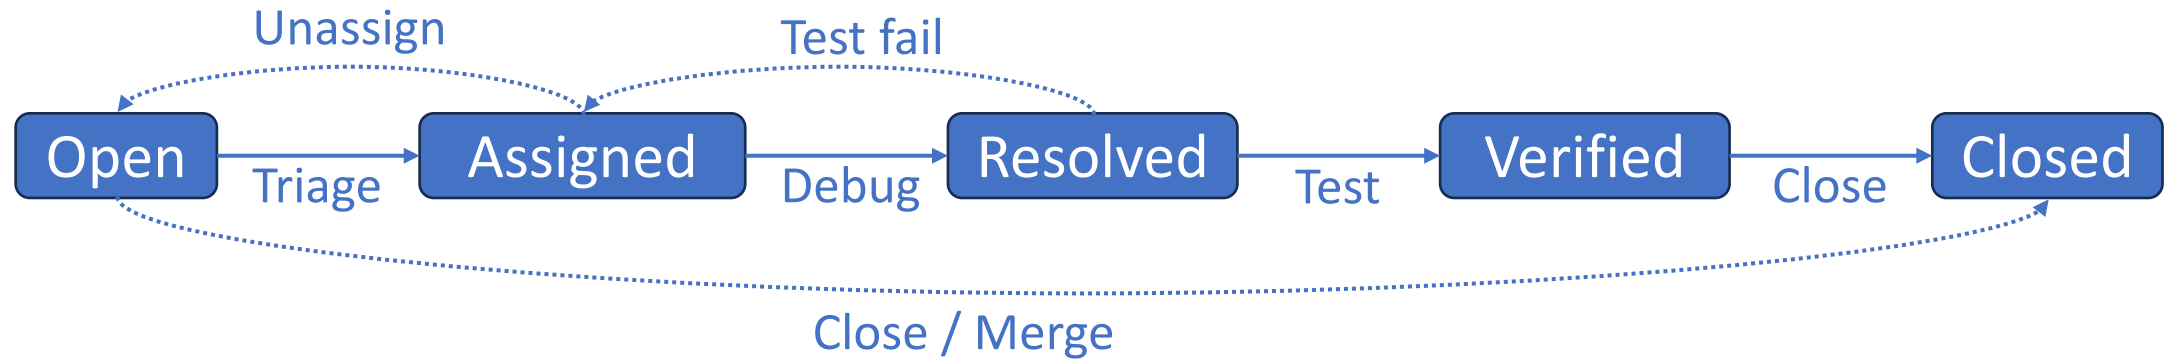 Unassign
Test fail
Open
Assigned
Resolved
Verified
Closed
Triage
Debug
Test
Close
Close / Merge